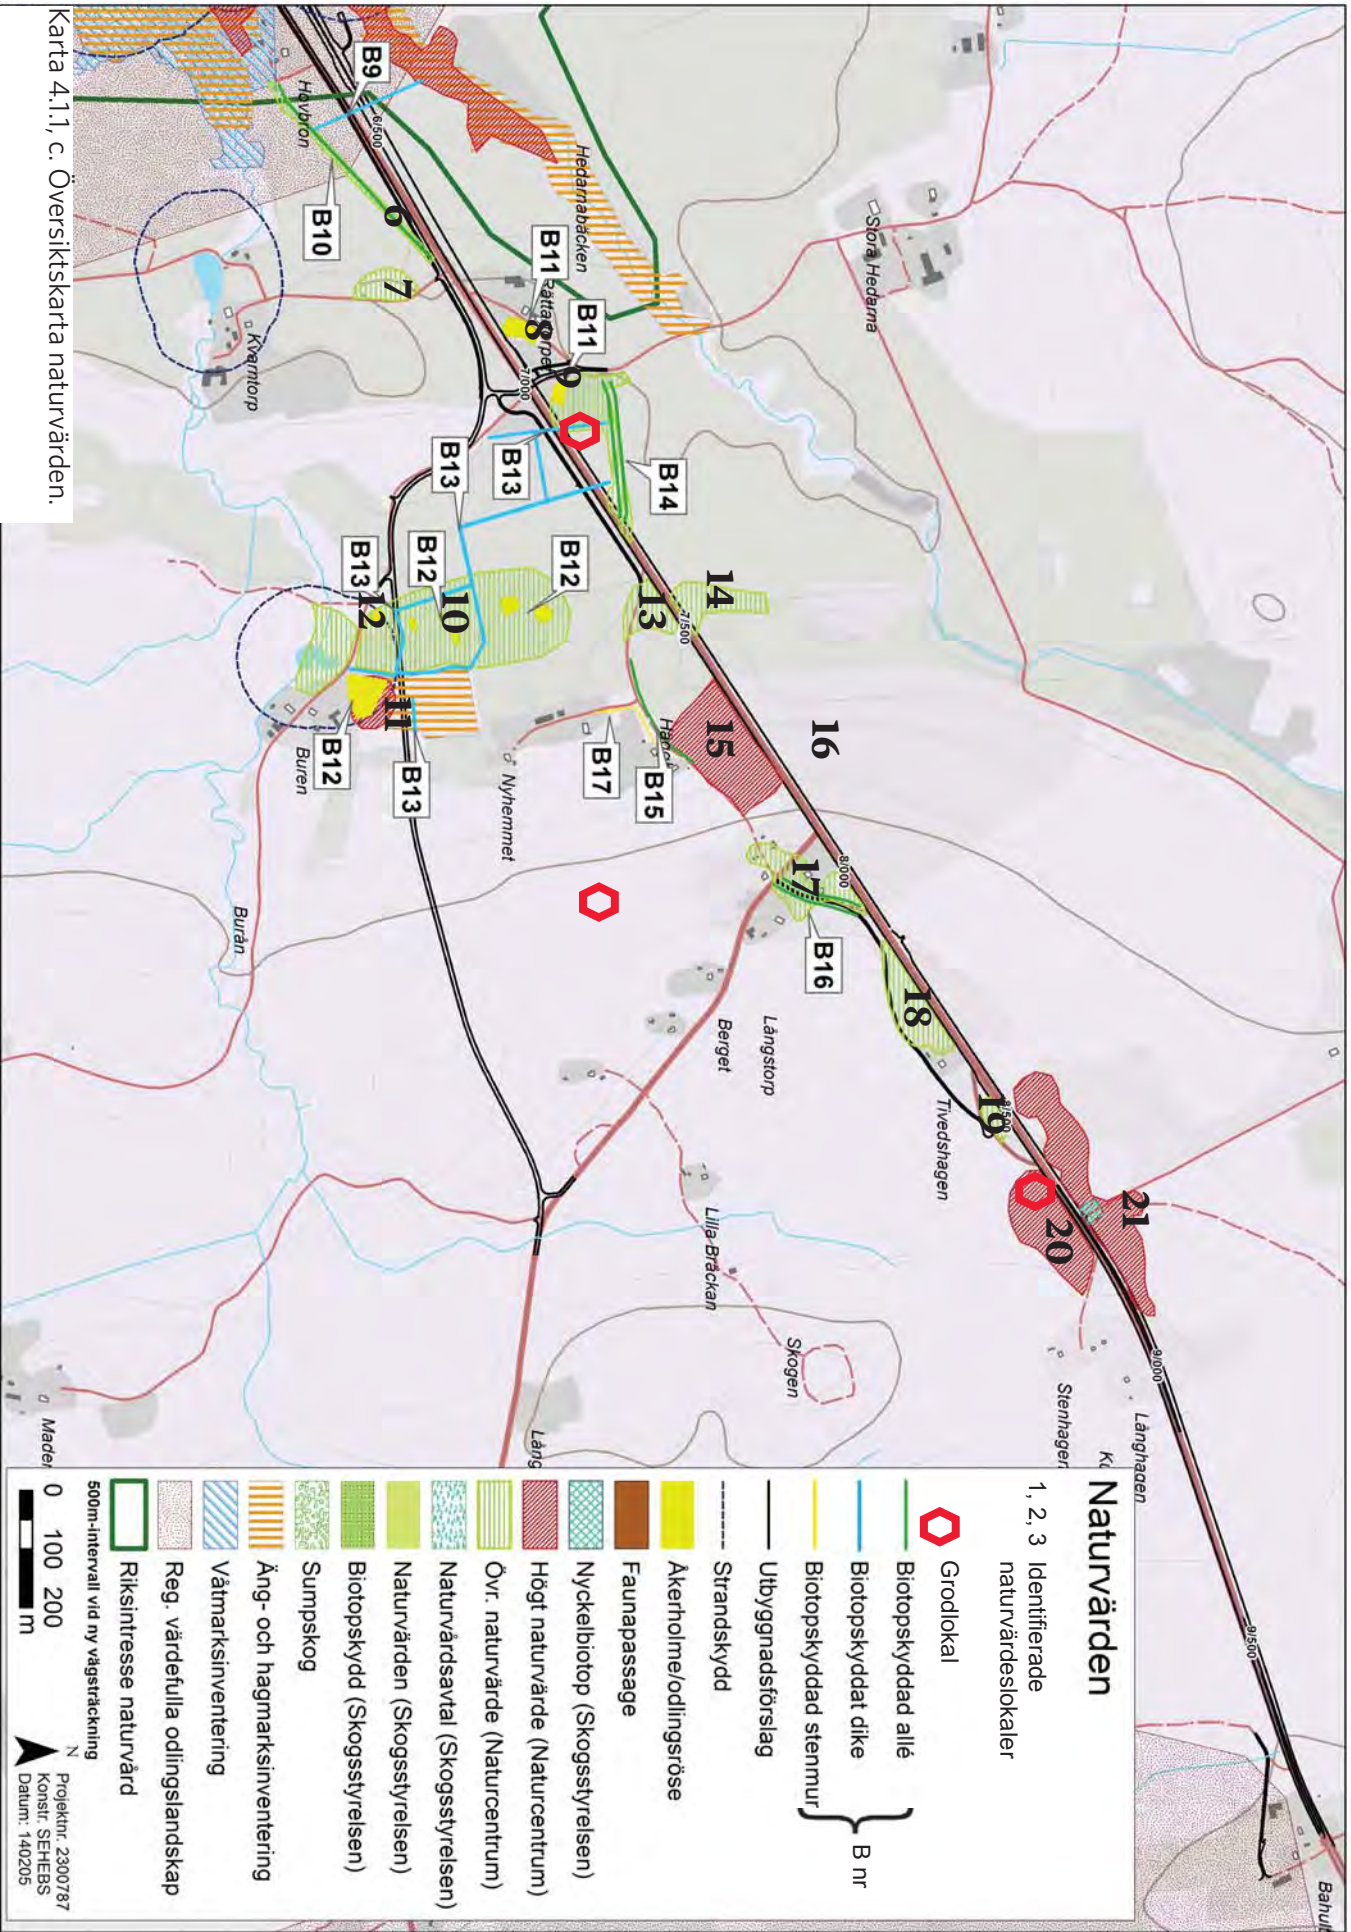 Karta 4.1.1, c. Översiktskarta naturvärden.
Hovbron
B9
6/500
B10
6
7
Hedarnabäcken
B11
B11
8
9
7/000
Kvarntorp
Stora Hedarna
B13
B13
B14
B12
B12
B13
10
12
13
14
7/500
11
B12
B13
Buren
Nyhemmet
B17
B15
15
16
8/000
17
B16
Burån
18
Berget
Långstorp
Tivedshagen
19
8/500
20
21
Lilla Bräckan
Skogen
9/000
Stenhagen
Långhagen
9/500
Naturvärden
1, 2, 3 Identifierade
naturvärdeslokaler
Grodlokal
Biotopskyddad allé
Biotopskyddat dike
Biotopskyddad stenmur
B nr
Utbyggnadsförslag
Strandskydd
Åkerholme/odlingsröse
Faunapassage
Nyckelbiotop (Skogsstyrelsen)
Högt naturvärde (Naturcentrum)
Övr. naturvärde (Naturcentrum)
Naturvårdsavtal (Skogsstyrelsen)
Naturvärden (Skogsstyrelsen)
Biotopskydd (Skogsstyrelsen)
Sumpskog
Äng- och hagmarksinventering
Våtmarksinventering
Reg. värdefulla odlingslandskap
Riksintresse naturvård
500m-intervall vid ny vägsträckning
0 100 200
m
N
Projektnr. 2300787
Konstr. SEHEBS
Datum: 140205